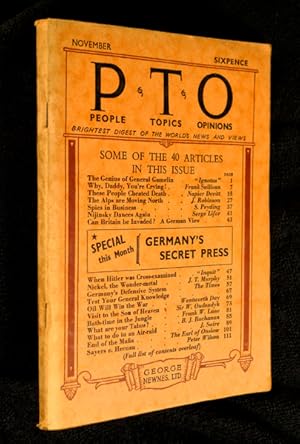 NOVEMBER SIXPENCE
P & T & O
PEOPLE TOPICS OPINIONS
BRIGHTEST DIGEST OF THE WORLD'S NEWS AND VIEWS
SOME OF THE 40 ARTICLES
IN THIS ISSUE
PAGE
The Genius of General Gamelin "Ignotus" 1
Why, Daddy, You're Crying! Frank Sullivan 7
These People Cheated Death Napier Devitt 18
The Alps are Moving North J. Robinson 27
Spies in Business S. Fowling 37
Nijinsky Dances Again Serge Lifar 41
Can Britain be Invaded? A German View 43
SPECIAL
this Month
GERMANY'S
SECRET PRESS
When Hitler was Cross-examined "Inquit" 47
Nickel, the Wonder-metal J. T. Murphy 51
Germany's Defensive System The Times 57
Test Your General Knowledge 67
Oil Will Win the War Wentworth Day 69
Visit to the Son of Heaven Sir W. 73
Bath-time in the Jungle Frank W. Lane 81
What are your Talents? B. J. Buchanan 85
What to do in an Air-raid J. Seire 89
End of the Mafia The Earl of Onslow
Sayers v. Heenan Peter Wilson 111
(Full list of contents overleaf)
GEORGE
NEWNES, LTD.